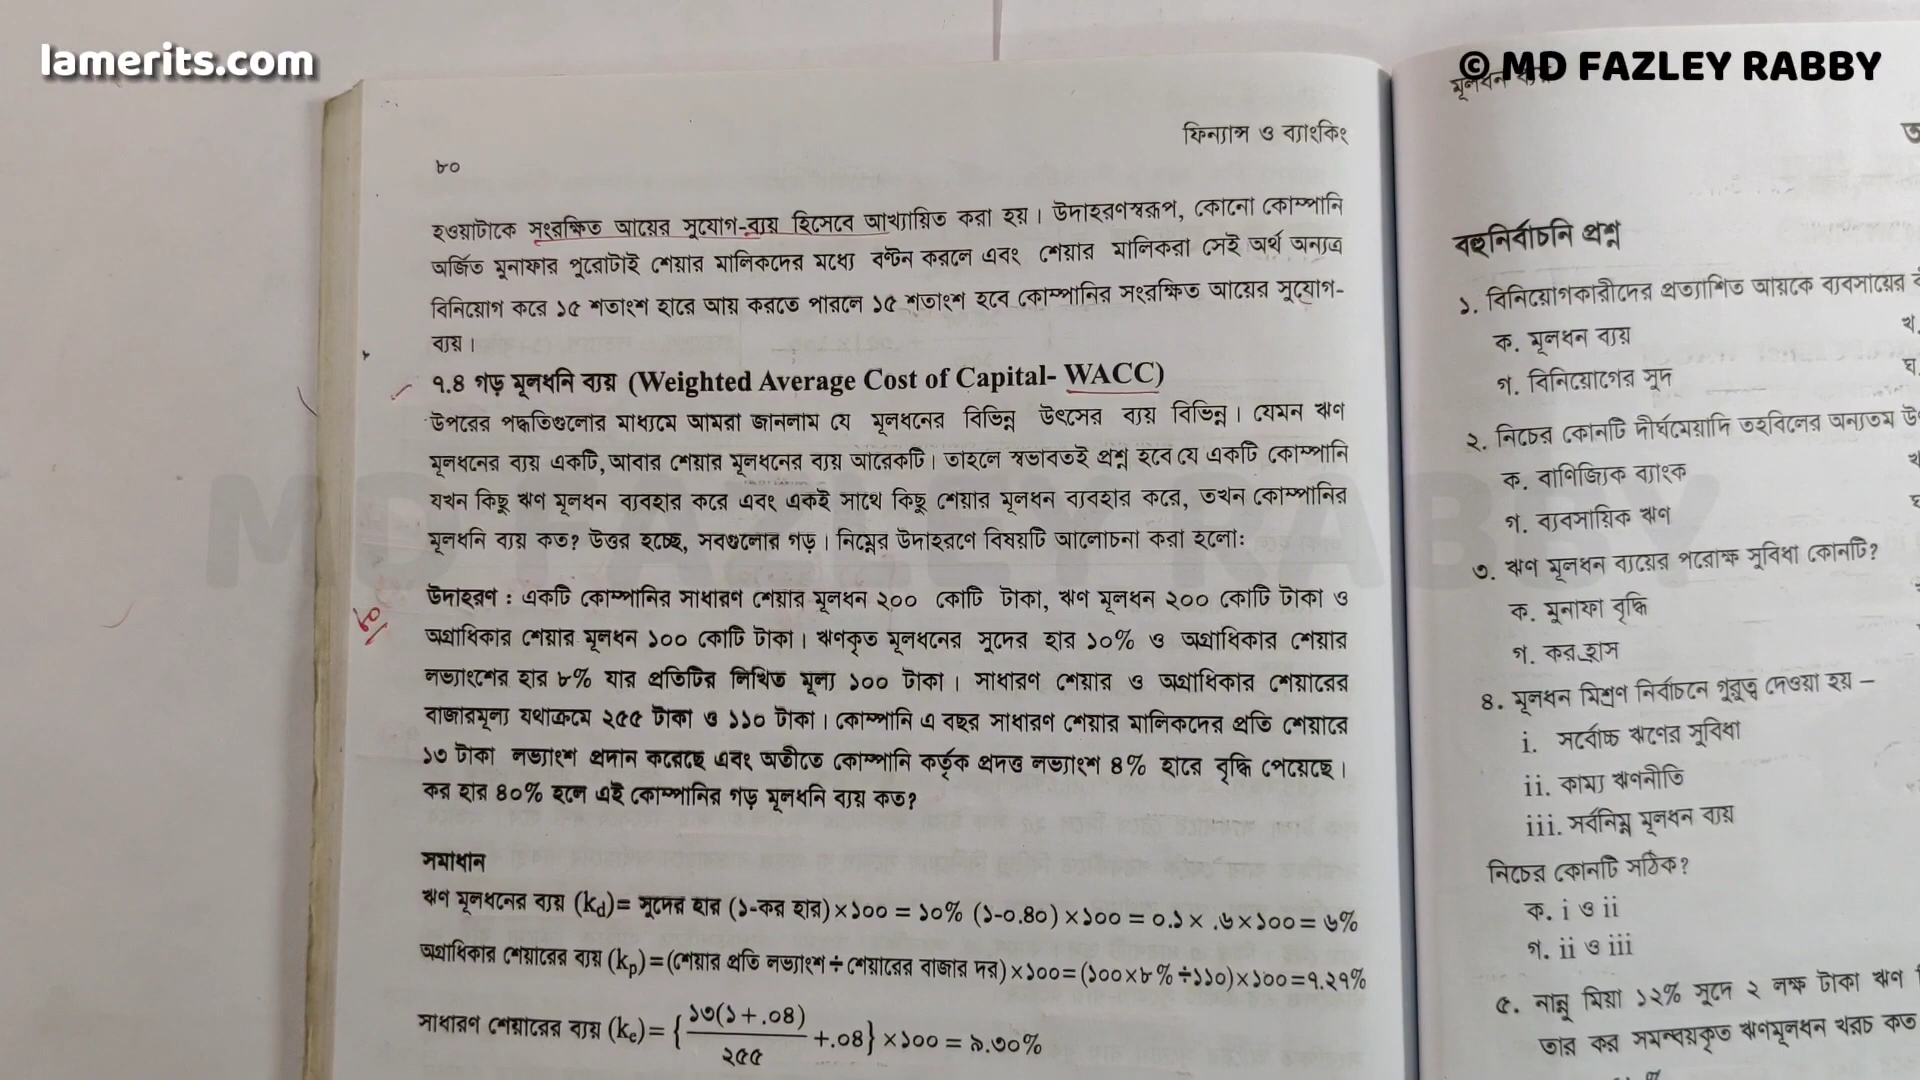 lamerits.com
© MD FAZLEY RABBY
ফিন্যান্স ও ব্যাংকিং
৮০
হওয়াটাকে সংরক্ষিত আয়ের সুযোগ-ব্যয় হিসেবে আখ্যায়িত করা হয়। উদাহরণস্বরূপ, কোনো কোম্পানি
অর্জিত মুনাফার পুরোটাই শেয়ার মালিকদের মধ্যে বণ্টন করলে এবং শেয়ার মালিকরা সেই অর্থ অন্যত্র
বিনিয়োগ করে ১৫ শতাংশ হারে আয় করতে পারলে ১৫ শতাংশ হবে কোম্পানির সংরক্ষিত আয়ের সুযোগ-
ব্যয়।
৭.৪ গড় মূলধনি ব্যয় (Weighted Average Cost of Capital- WACC)
উপরের পদ্ধতিগুলোর মাধ্যমে আমরা জানলাম যে মূলধনের বিভিন্ন উৎসের ব্যয় বিভিন্ন। যেমন ঋণ
মূলধনের ব্যয় একটি, আবার শেয়ার মূলধনের ব্যয় আরেকটি। তাহলে স্বভাবতই প্রশ্ন হবে যে একটি কোম্পানি
যখন কিছু ঋণ মূলধন ব্যবহার করে এবং একই সাথে কিছু শেয়ার মূলধন ব্যবহার করে, তখন কোম্পানির
মূলধনি ব্যয় কত? উত্তর হচ্ছে, সবগুলোর গড়। নিম্নের উদাহরণে বিষয়টি আলোচনা করা হলো:
MD FAZLEY RABBY
উদাহরণ : একটি কোম্পানির সাধারণ শেয়ার মূলধন ২০০ কোটি টাকা, ঋণ মূলধন ২০০ কোটি টাকা ও
অগ্রাধিকার শেয়ার মূলধন ১০০ কোটি টাকা। ঋণকৃত মূলধনের সুদের হার ১০% ও অগ্রাধিকার শেয়ার
লভ্যাংশের হার ৮% যার প্রতিটির লিখিত মূল্য ১০০ টাকা। সাধারণ শেয়ার ও অগ্রাধিকার শেয়ারের
বাজারমূল্য যথাক্রমে ২৫৫ টাকা ও ১১০ টাকা। কোম্পানি এ বছর সাধারণ শেয়ার মালিকদের প্রতি শেয়ারে
১৩ টাকা লভ্যাংশ প্রদান করেছে এবং অতীতে কোম্পানি কর্তৃক প্রদত্ত লভ্যাংশ ৪% হারে বৃদ্ধি পেয়েছে।
কর হার ৪০% হলে এই কোম্পানির গড় মূলধনি ব্যয় কত?
সমাধান
ঋণ মূলধনের ব্যয় (kd)= সুদের হার (১-কর হার)×১০০ = ১০% (১-০.৪০)×১০০ = ০.১× .৬×১০০= ৬%
অগ্রাধিকার শেয়ারের ব্যয় (kp)=(শেয়ার প্রতি লভ্যাংশ ÷ শেয়ারের বাজার দর)×১০০=(১০০×৮%÷১১০)×১০০=৭.২৭%
সাধারণ শেয়ারের ব্যয় (ke)= {১৩(১+.০৪)/২৫৫ +.০৪} ×১০০ = ৯.৩০%
মূলধন ব্যয়
বহুনির্বাচনি প্রশ্ন
১. বিনিয়োগকারীদের প্রত্যাশিত আয়কে ব্যবসায়ের
ক. মূলধন ব্যয়
খ.
গ. বিনিয়োগের সুদ
ঘ.
২. নিচের কোনটি দীর্ঘমেয়াদি তহবিলের অন্যতম
ক. বাণিজ্যিক ব্যাংক
গ. ব্যবসায়িক ঋণ
৩. ঋণ মূলধন ব্যয়ের পরোক্ষ সুবিধা কোনটি?
ক. মুনাফা বৃদ্ধি
গ. কর হ্রাস
৪. মূলধন মিশ্রণ নির্বাচনে গুরুত্ব দেওয়া হয় –
i. সর্বোচ্চ ঋণের সুবিধা
ii. কাম্য ঋণনীতি
iii. সর্বনিম্ন মূলধন ব্যয়
নিচের কোনটি সঠিক?
ক. i ও ii
গ. ii ও iii
৫. নান্নু মিয়া ১২% সুদে ২ লক্ষ টাকা ঋণ
তার কর সমন্বয়কৃত ঋণমূলধন খরচ কত